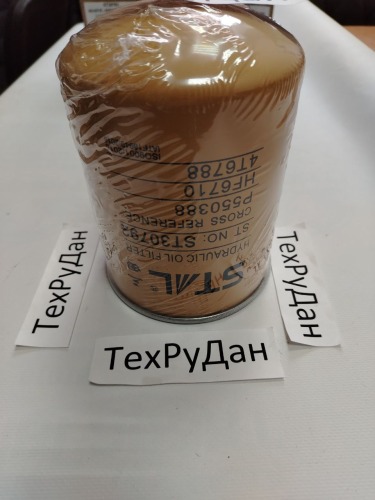 STAL
HYDRAULIC OIL FILTER
ST NO: ST30793
CROSS REFERENCE
P550388
HF6710
4T6788
ТехРуДан
ТехРуДан
ТехРуДан